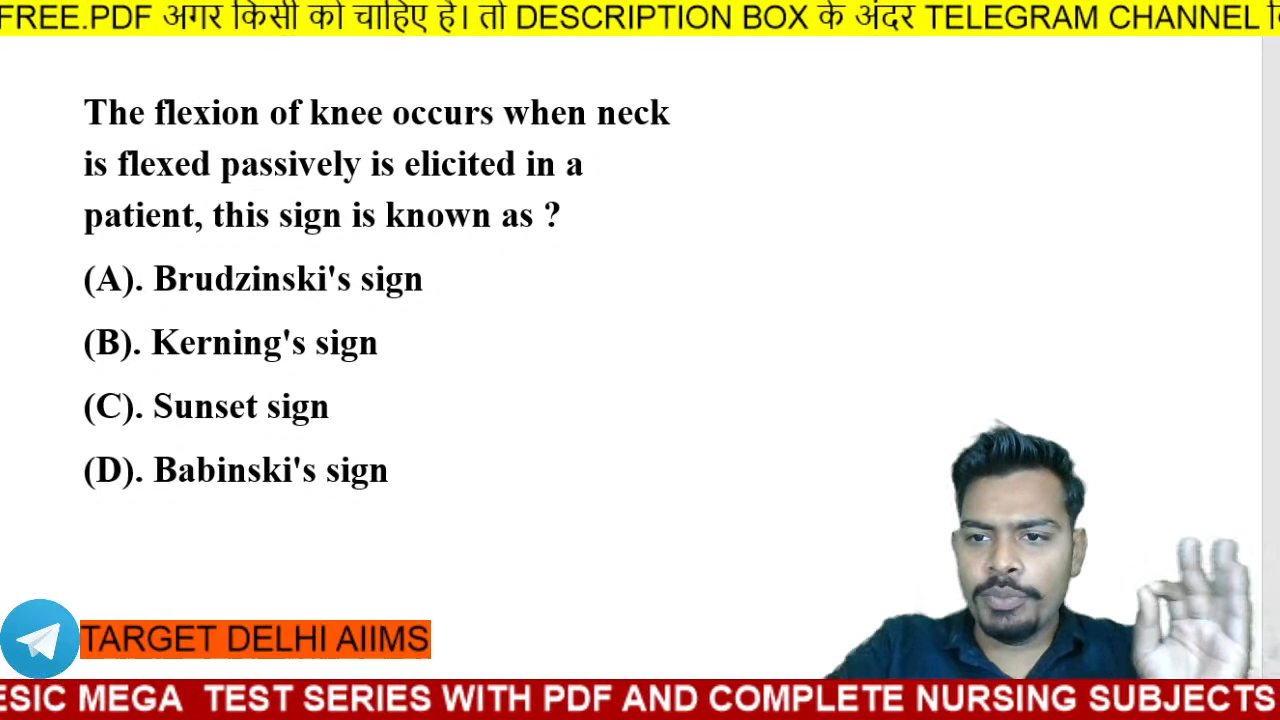 FREE.PDF अगर किसी को चाहिए है। तो DESCRIPTION BOX के अंदर TELEGRAM CHANNEL
The flexion of knee occurs when neck
is flexed passively is elicited in a
patient, this sign is known as ?
(A). Brudzinski's sign
(B). Kerning's sign
(C). Sunset sign
(D). Babinski's sign
TARGET DELHI AIIMS
ESIC MEGA TEST SERIES WITH PDF AND COMPLETE NURSING SUBJECTS